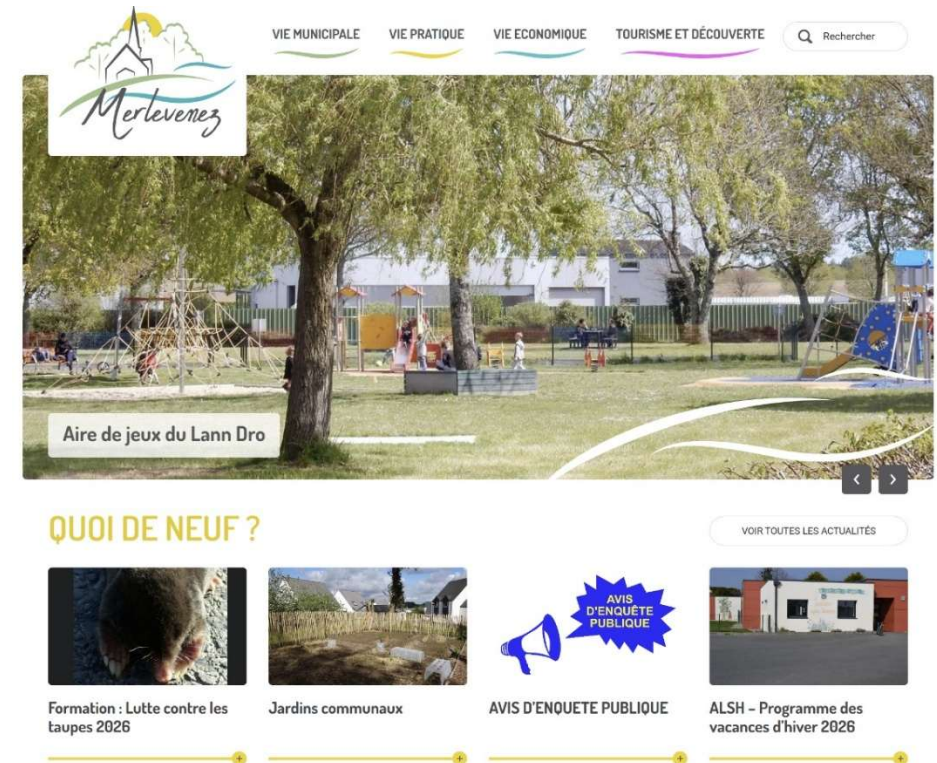 Merlevenez
VIE MUNICIPALE
VIE PRATIQUE
VIE ECONOMIQUE
TOURISME ET DÉCOUVERTE
Rechercher
Aire de jeux du Lann Dro
QUOI DE NEUF ?
VOIR TOUTES LES ACTUALITÉS
AVIS
D'ENQUÊTE
PUBLIQUE
Formation : Lutte contre les
taupes 2026
Jardins communaux
AVIS D'ENQUETE PUBLIQUE
ALSH – Programme des
vacances d'hiver 2026